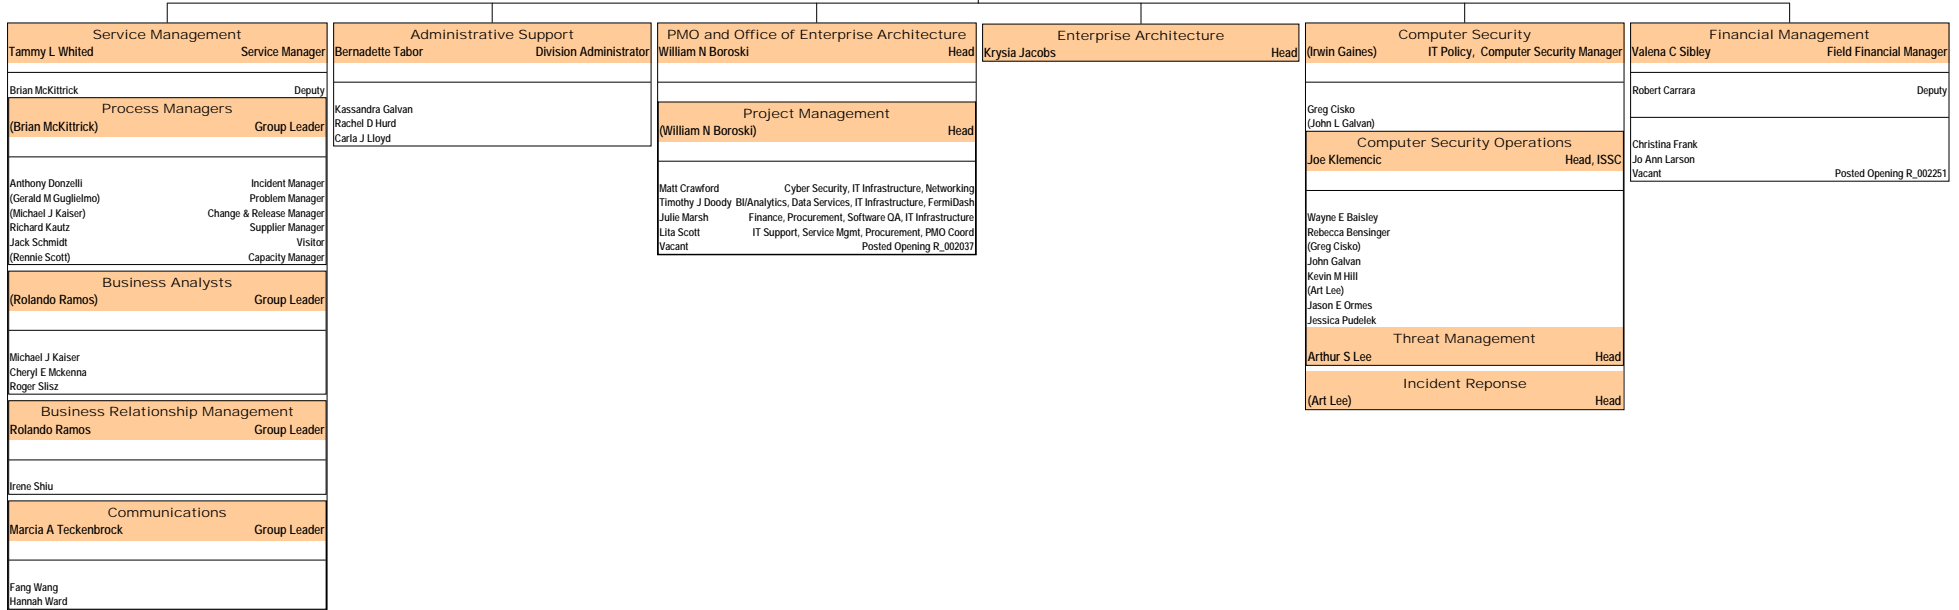 Service Management
Tammy L Whited Service Manager
Brian McKittrick Deputy
Process Managers
(Brian McKittrick) Group Leader
Anthony Donzelli Incident Manager
(Gerald M Guglielmo) Problem Manager
(Michael J Kaiser) Change & Release Manager
Richard Kautz Supplier Manager
Jack Schmidt Visitor
(Rennie Scott) Capacity Manager
Business Analysts
(Rolando Ramos) Group Leader
Michael J Kaiser
Cheryl E Mckenna
Roger Slisz
Business Relationship Management
Rolando Ramos Group Leader
Irene Shiu
Communications
Marcia A Teckenbrock Group Leader
Fang Wang
Hannah Ward
Administrative Support
Bernadette Tabor Division Administrator
Kassandra Galvan
Rachel D Hurd
Carla J Lloyd
PMO and Office of Enterprise Architecture
William N Boroski Head
Project Management
(William N Boroski) Head
Matt Crawford Cyber Security, IT Infrastructure, Networking
Timothy J Doody BI/Analytics, Data Services, IT Infrastructure, FermiDash
Julie Marsh Finance, Procurement, Software QA, IT Infrastructure
Lita Scott IT Support, Service Mgmt, Procurement, PMO Coord
Vacant Posted Opening R_002037
Enterprise Architecture
Krysia Jacobs Head
Computer Security
(Irwin Gaines) IT Policy, Computer Security Manager
Greg Cisko
(John L Galvan)
Computer Security Operations
Joe Klemencic Head, ISSC
Wayne E Baisley
Rebecca Bensinger
(Greg Cisko)
John Galvan
Kevin M Hill
(Art Lee)
Jason E Ormes
Jessica Pudelek
Threat Management
Arthur S Lee Head
Incident Reponse
(Art Lee) Head
Financial Management
Valena C Sibley Field Financial Manager
Robert Carrara Deputy
Christina Frank
Jo Ann Larson
Vacant Posted Opening R_002251